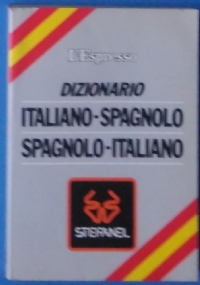 L'Espresso
DIZIONARIO
ITALIANO-SPAGNOLO
SPAGNOLO-ITALIANO
STEFANEL